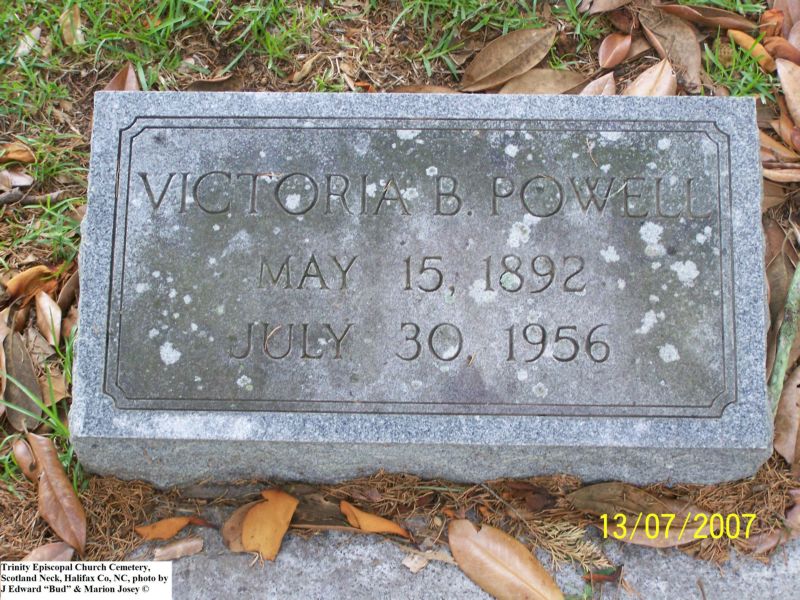 VICTORIA B. POWELL
MAY 15, 1892
JULY 30, 1956
13/07/2007
Trinity Episcopal Church Cemetery,
Scotland Neck, Halifax Co, NC, photo by
J Edward “Bud” & Marion Josey ©